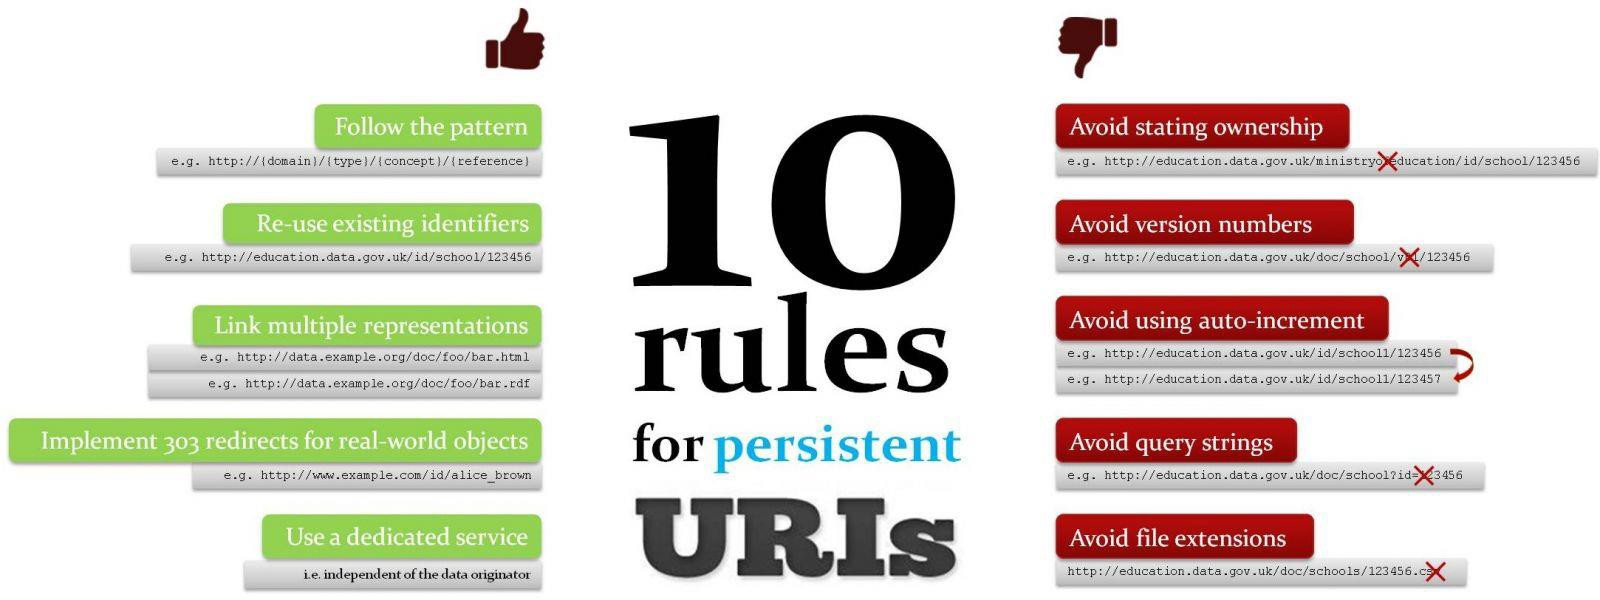 Follow the pattern
e.g. http://{domain}/{type}/{concept}/{reference}
Re-use existing identifiers
e.g. http://education.data.gov.uk/id/school/123456
Link multiple representations
e.g. http://data.example.org/doc/foo/bar.html
e.g. http://data.example.org/doc/foo/bar.rdf
Implement 303 redirects for real-world objects
e.g. http://www.example.com/id/alice_brown
Use a dedicated service
i.e. independent of the data originator
10
rules
for persistent
URIs
Avoid stating ownership
e.g. http://education.data.gov.uk/ministryofeducation/id/school/123456
Avoid version numbers
e.g. http://education.data.gov.uk/doc/school/v01/123456
Avoid using auto-increment
e.g. http://education.data.gov.uk/id/school1/123456
e.g. http://education.data.gov.uk/id/school1/123457
Avoid query strings
e.g. http://education.data.gov.uk/doc/school?id=123456
Avoid file extensions
http://education.data.gov.uk/doc/schools/123456.csv